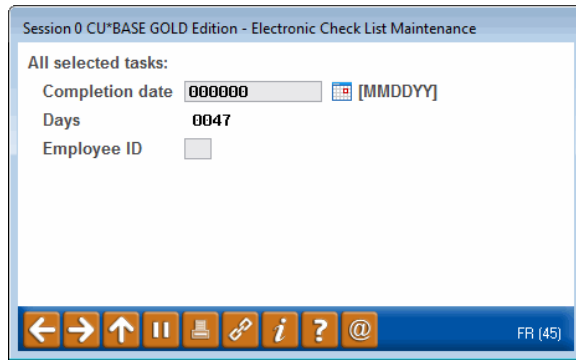 Session 0 CU*BASE GOLD Edition - Electronic Check List Maintenance
All selected tasks:
Completion date 000000 [MMDDYY]
Days 0047
Employee ID
i ? @ FR (45)